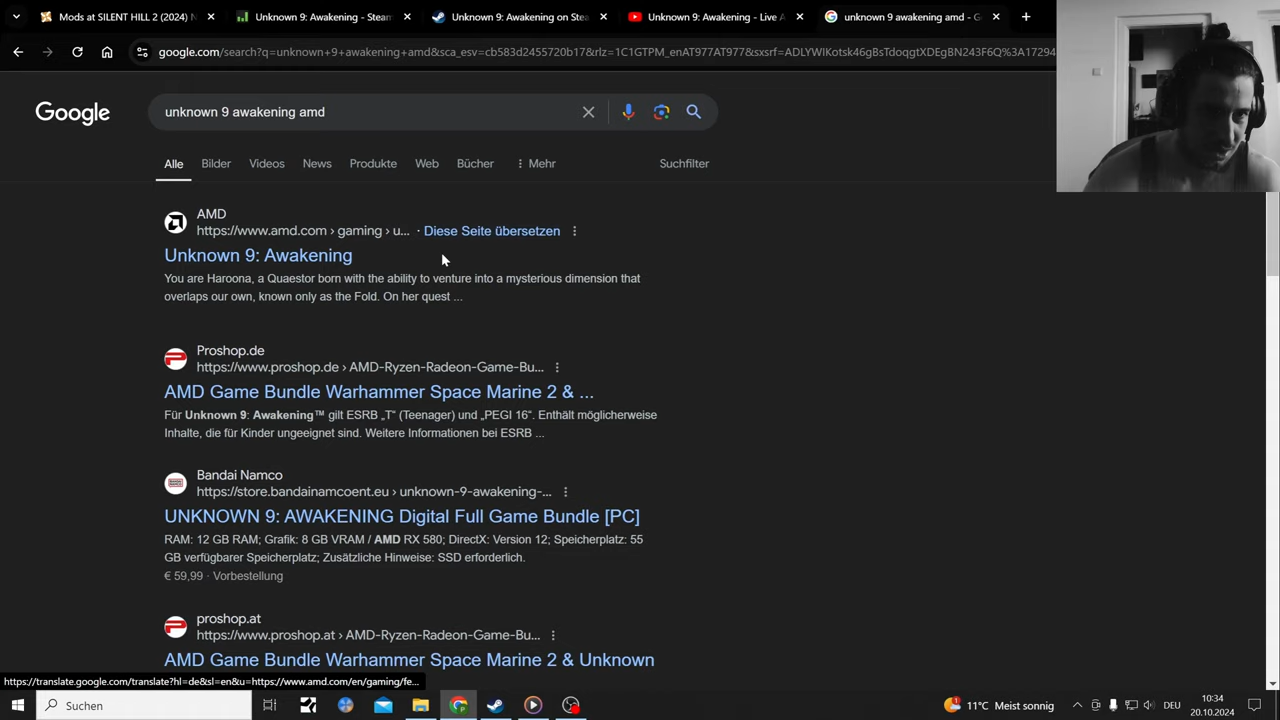 Mods at SILENT HILL 2 (2024) N
Unknown 9: Awakening - Steam
Unknown 9: Awakening on Stea
Unknown 9: Awakening - Live A
unknown 9 awakening amd - G
google.com/search?q=unknown+9+awakening+amd&sca_esv=cb583d2455720b17&rlz=1C1GTPM_enAT977AT977&sxsrf=ADLYWIKotsk46gBsTdoqgtXDEgBN243F6Q%3A17294
Google
unknown 9 awakening amd
Alle
Bilder
Videos
News
Produkte
Web
Bücher
Mehr
Suchfilter
AMD
https://www.amd.com › gaming › u... · Diese Seite übersetzen
Unknown 9: Awakening
You are Haroona, a Quaestor born with the ability to venture into a mysterious dimension that
overlaps our own, known only as the Fold. On her quest ...
Proshop.de
https://www.proshop.de › AMD-Ryzen-Radeon-Game-Bu...
AMD Game Bundle Warhammer Space Marine 2 & ...
Für Unknown 9: Awakening™ gilt ESRB „T" (Teenager) und „PEGI 16". Enthält möglicherweise
Inhalte, die für Kinder ungeeignet sind. Weitere Informationen bei ESRB ...
Bandai Namco
https://store.bandainamcoent.eu › unknown-9-awakening-...
UNKNOWN 9: AWAKENING Digital Full Game Bundle [PC]
RAM: 12 GB RAM; Grafik: 8 GB VRAM / AMD RX 580; DirectX: Version 12; Speicherplatz: 55
GB verfügbarer Speicherplatz; Zusätzliche Hinweise: SSD erforderlich.
€ 59,99 · Vorbestellung
proshop.at
https://www.proshop.at › AMD-Ryzen-Radeon-Game-Bu...
AMD Game Bundle Warhammer Space Marine 2 & Unknown
https://translate.google.com/translate?hl=de&sl=en&u=https://www.amd.com/en/gaming/fe...
Suchen
11°C Meist sonnig
DEU
10:34
20.10.2024